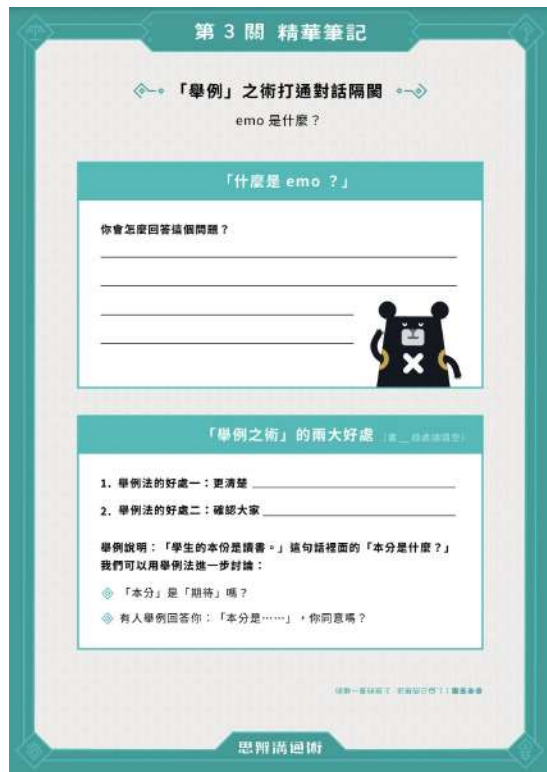 第 3 關 精華筆記
「舉例」之術打通對話隔閡
emo 是什麼？
「什麼是 emo ？」
你會怎麼回答這個問題？
「舉例之術」的兩大好處
1. 舉例法的好處一：更清楚
2. 舉例法的好處二：確認大家
舉例說明：「學生的本份是讀書。」這句話裡面的「本分是什麼？」
我們可以用舉例法進一步討論：
「本分」是「期待」嗎？
有人舉例回答你：「本分是……」，你同意嗎？
思辨溝通術